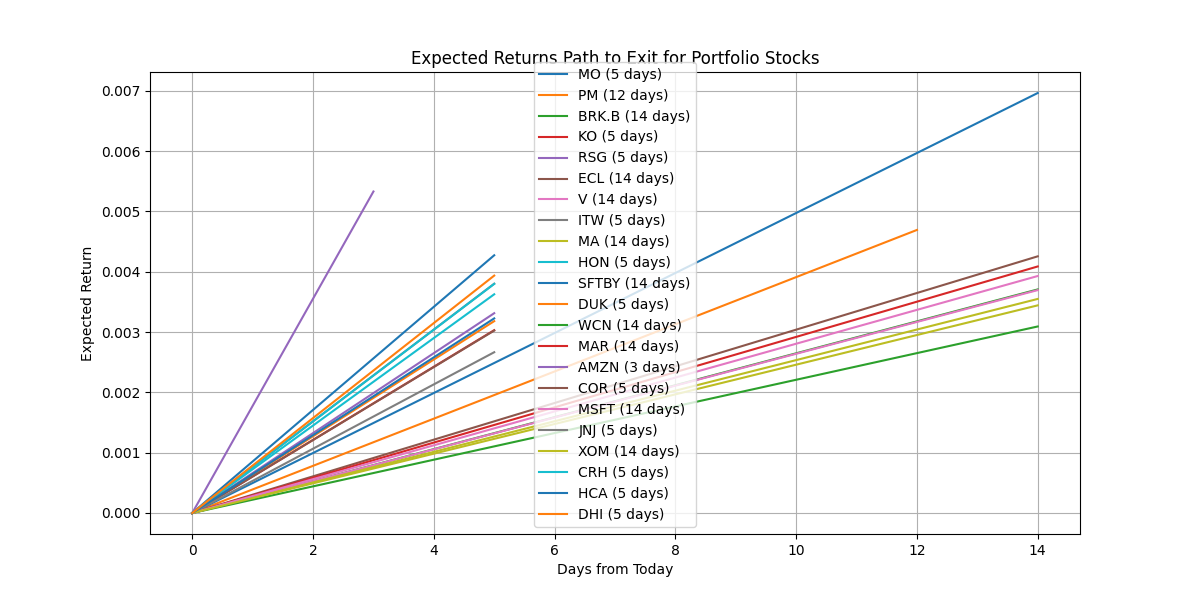 Expected Returns Path to Exit for Portfolio Stocks
MO (5 days)
PM (12 days)
BRK.B (14 days)
KO (5 days)
RSG (5 days)
ECL (14 days)
V (14 days)
ITW (5 days)
MA (14 days)
HON (5 days)
SFTBY (14 days)
DUK (5 days)
WCN (14 days)
MAR (14 days)
AMZN (3 days)
COR (5 days)
MSFT (14 days)
JNJ (5 days)
XOM (14 days)
CRH (5 days)
HCA (5 days)
DHI (5 days)
0.007
0.006
0.005
0.004
0.003
0.002
0.001
0.000
Expected Return
0 2 4 6 8 10 12 14
Days from Today